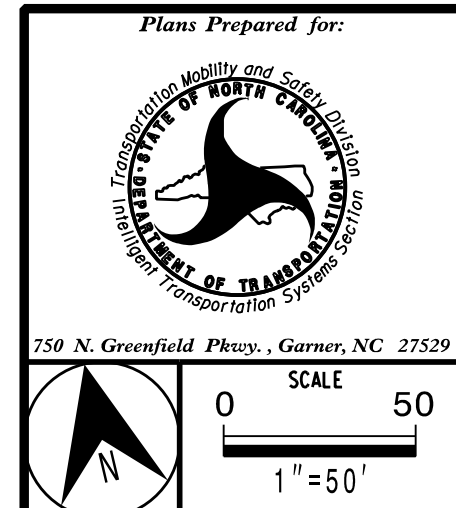 Plans Prepared for:
Transportation Mobility and Safety Division
STATE OF NORTH CAROLINA
DEPARTMENT OF TRANSPORTATION
Intelligent Transportation Systems Section
750 N. Greenfield Pkwy. , Garner, NC 27529
N
SCALE
0 50
1"=50'